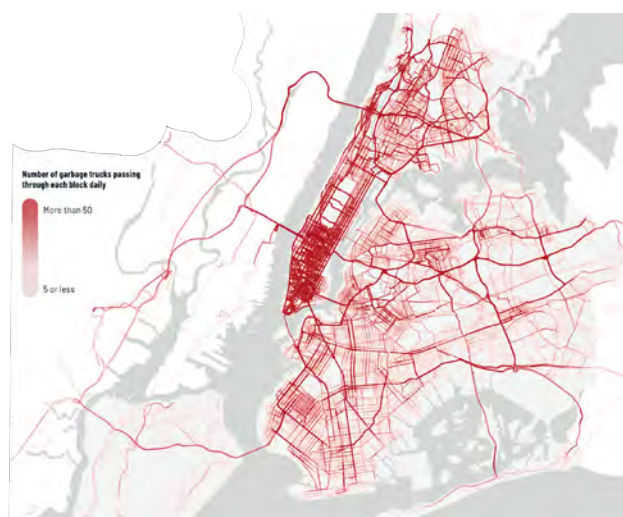 Number of garbage trucks passing
through each block daily
More than 50
5 or less